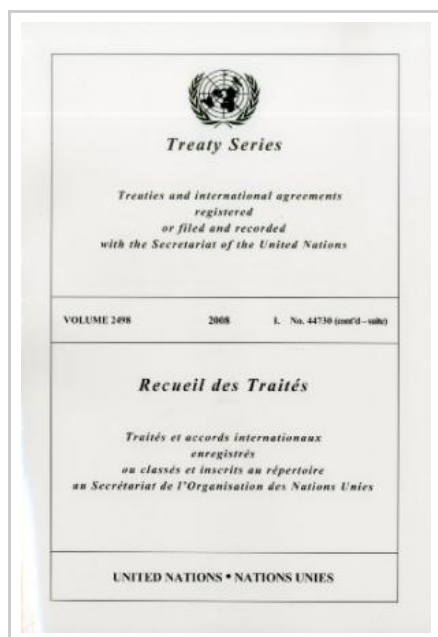 Treaty Series
Treaties and international agreements
registered
or filed and recorded
with the Secretariat of the United Nations
VOLUME 2498 2008 I. No. 44730 (cont'd – suite)
Recueil des Traités
Traités et accords internationaux
enregistrés
ou classés et inscrits au répertoire
au Secrétariat de l'Organisation des Nations Unies
UNITED NATIONS • NATIONS UNIES